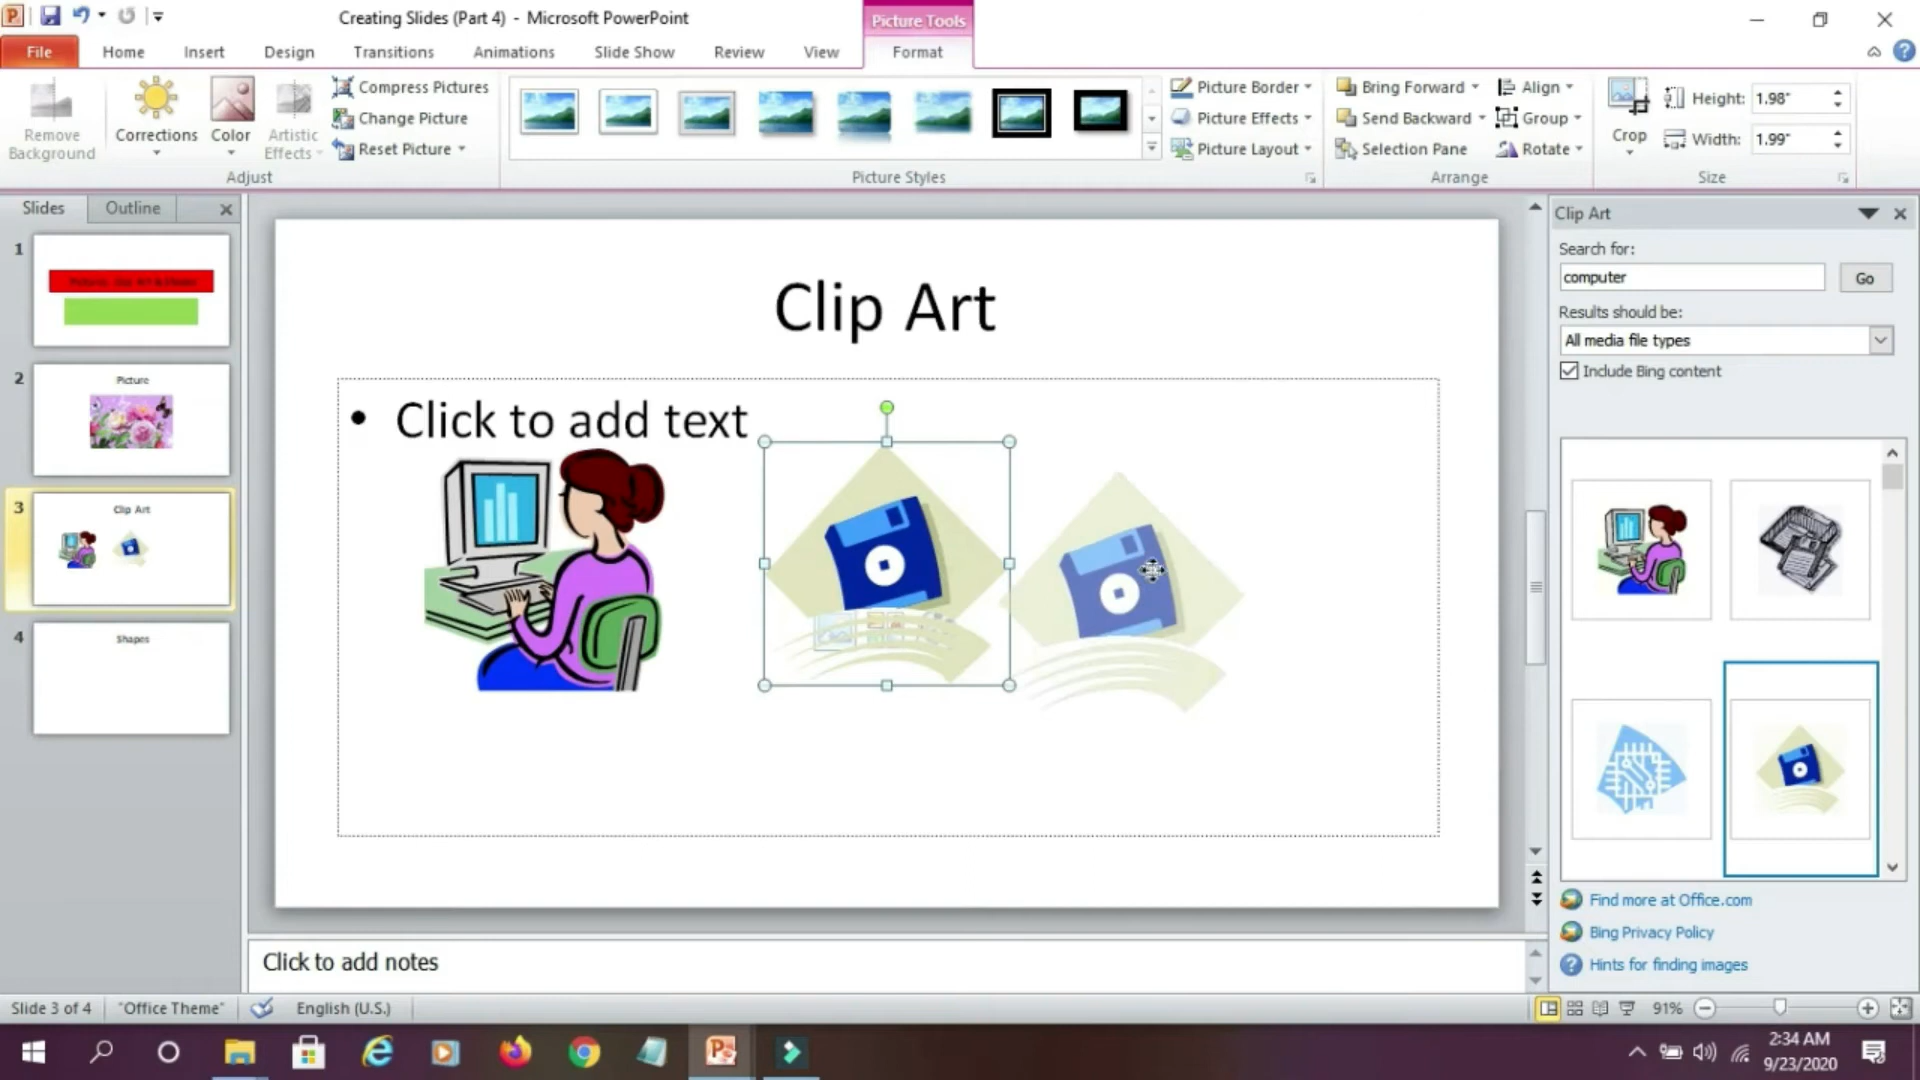 Creating Slides (Part 4) - Microsoft PowerPoint
Picture Tools
File
Home
Insert
Design
Transitions
Animations
Slide Show
Review
View
Format
Remove Background
Corrections
Color
Artistic Effects
Compress Pictures
Change Picture
Reset Picture
Adjust
Picture Styles
Picture Border
Picture Effects
Picture Layout
Bring Forward
Send Backward
Selection Pane
Align
Group
Rotate
Arrange
Crop
Height: 1.98"
Width: 1.99"
Size
Slides
Outline
1
2
Picture
3
Clip Art
4
Shapes
Clip Art
• Click to add text
Click to add notes
Clip Art
Search for:
computer
Go
Results should be:
All media file types
Include Bing content
Find more at Office.com
Bing Privacy Policy
Hints for finding images
Slide 3 of 4
"Office Theme"
English (U.S.)
91%
2:34 AM
9/23/2020